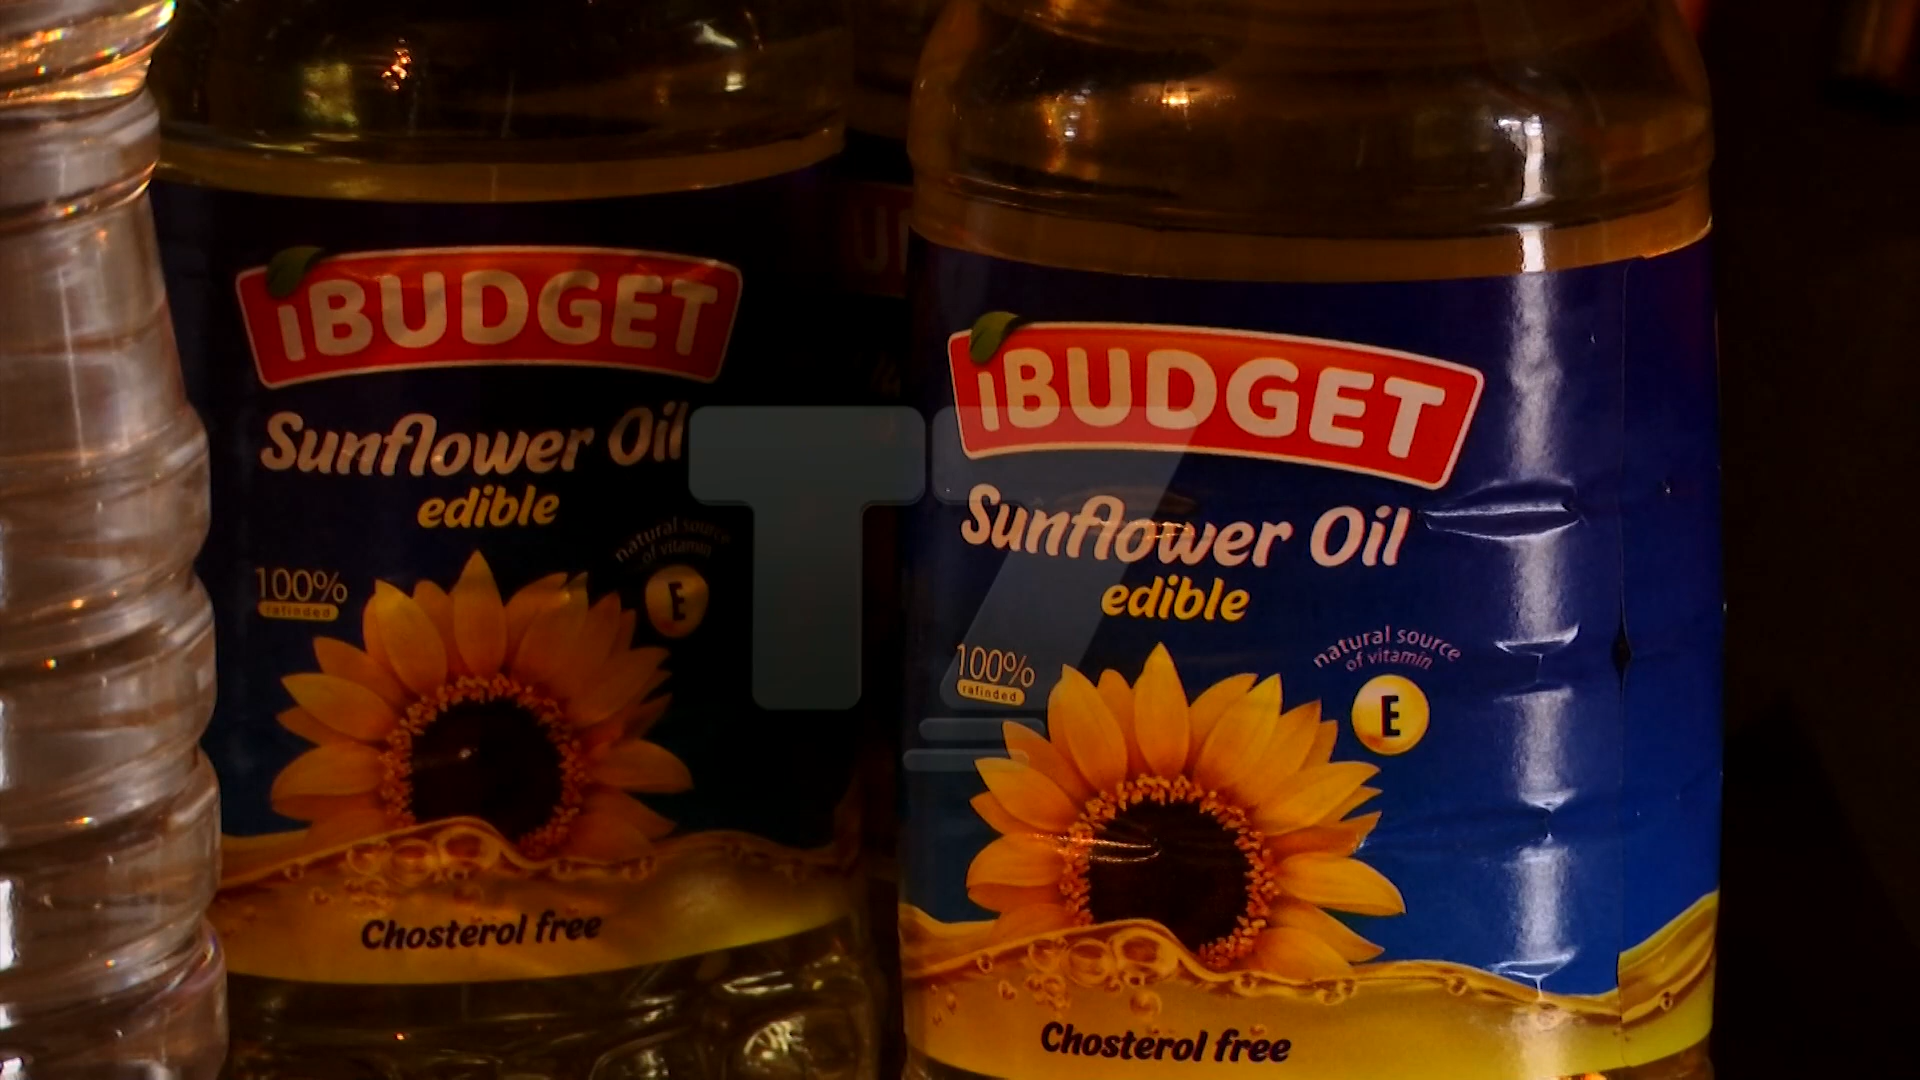 iBUDGET
Sunflower Oil
edible
natural source
of vitamin
E
100%
rafinded
Chosterol free
iBUDGET
Sunflower Oil
edible
natural source
of vitamin
E
100%
rafinded
Chosterol free
T7